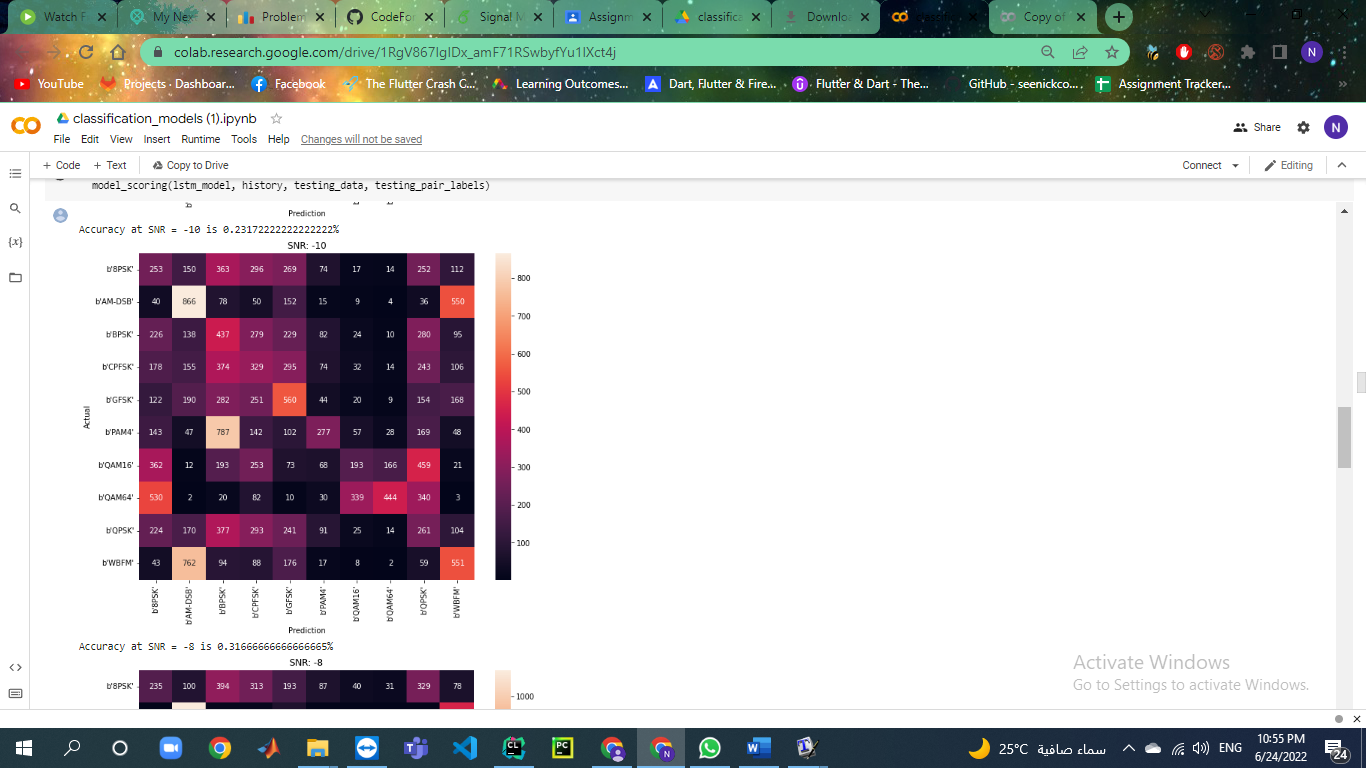 Watch F
My Nex
Problem
CodeFor
Signal M
Assignm
classifica
Downloa
Copy of
colab.research.google.com/drive/1RgV867IgIDx_amF71RSwbyfYu1IXct4j
N
YouTube
Projects · Dashboar...
Facebook
The Flutter Crash C...
Learning Outcomes...
Dart, Flutter & Fire...
Flutter & Dart - The...
GitHub - seenickco...
Assignment Tracker...
»
classification_models (1).ipynb
File Edit View Insert Runtime Tools Help Changes will not be saved
Share
N
+ Code + Text Copy to Drive
Connect
Editing
model_scoring(lstm_model, history, testing_data, testing_pair_labels)
Prediction
Accuracy at SNR = -10 is 0.23172222222222222%
SNR: -10
b'8PSK' 253 150 363 296 269 74 17 14 252 112
b'AM-DSB' 40 866 78 50 152 15 9 4 36 550
b'BPSK' 226 138 437 279 229 82 24 10 280 95
b'CPFSK' 178 155 374 329 295 74 32 14 243 106
b'GFSK' 122 190 282 251 560 44 20 9 154 168
b'PAM4' 143 47 787 142 102 277 57 28 169 48
b'QAM16' 362 12 193 253 73 68 193 166 459 21
b'QAM64' 530 2 20 82 10 30 339 444 340 3
b'QPSK' 224 170 377 293 241 91 25 14 261 104
b'WBFM' 43 762 94 88 176 17 8 2 59 551
Actual
b'8PSK' b'AM-DSB' b'BPSK' b'CPFSK' b'GFSK' b'PAM4' b'QAM16' b'QAM64' b'QPSK' b'WBFM'
Prediction
800
700
600
500
400
300
200
100
Accuracy at SNR = -8 is 0.31666666666666665%
SNR: -8
b'8PSK' 235 100 394 313 193 87 40 31 329 78
1000
Activate Windows
Go to Settings to activate Windows.
25°C سماء صافية
ENG
10:55 PM
6/24/2022
24